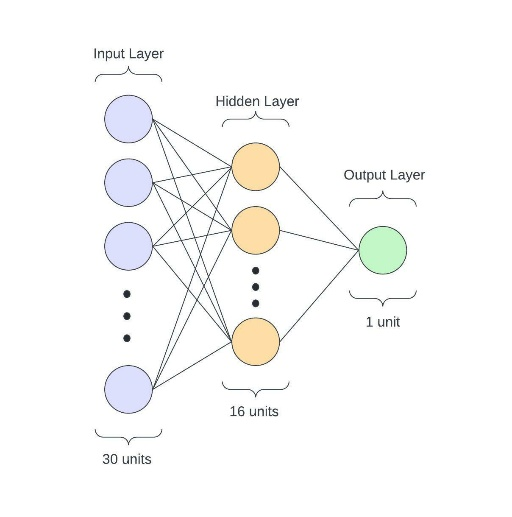 Input Layer
Hidden Layer
Output Layer
1 unit
16 units
30 units